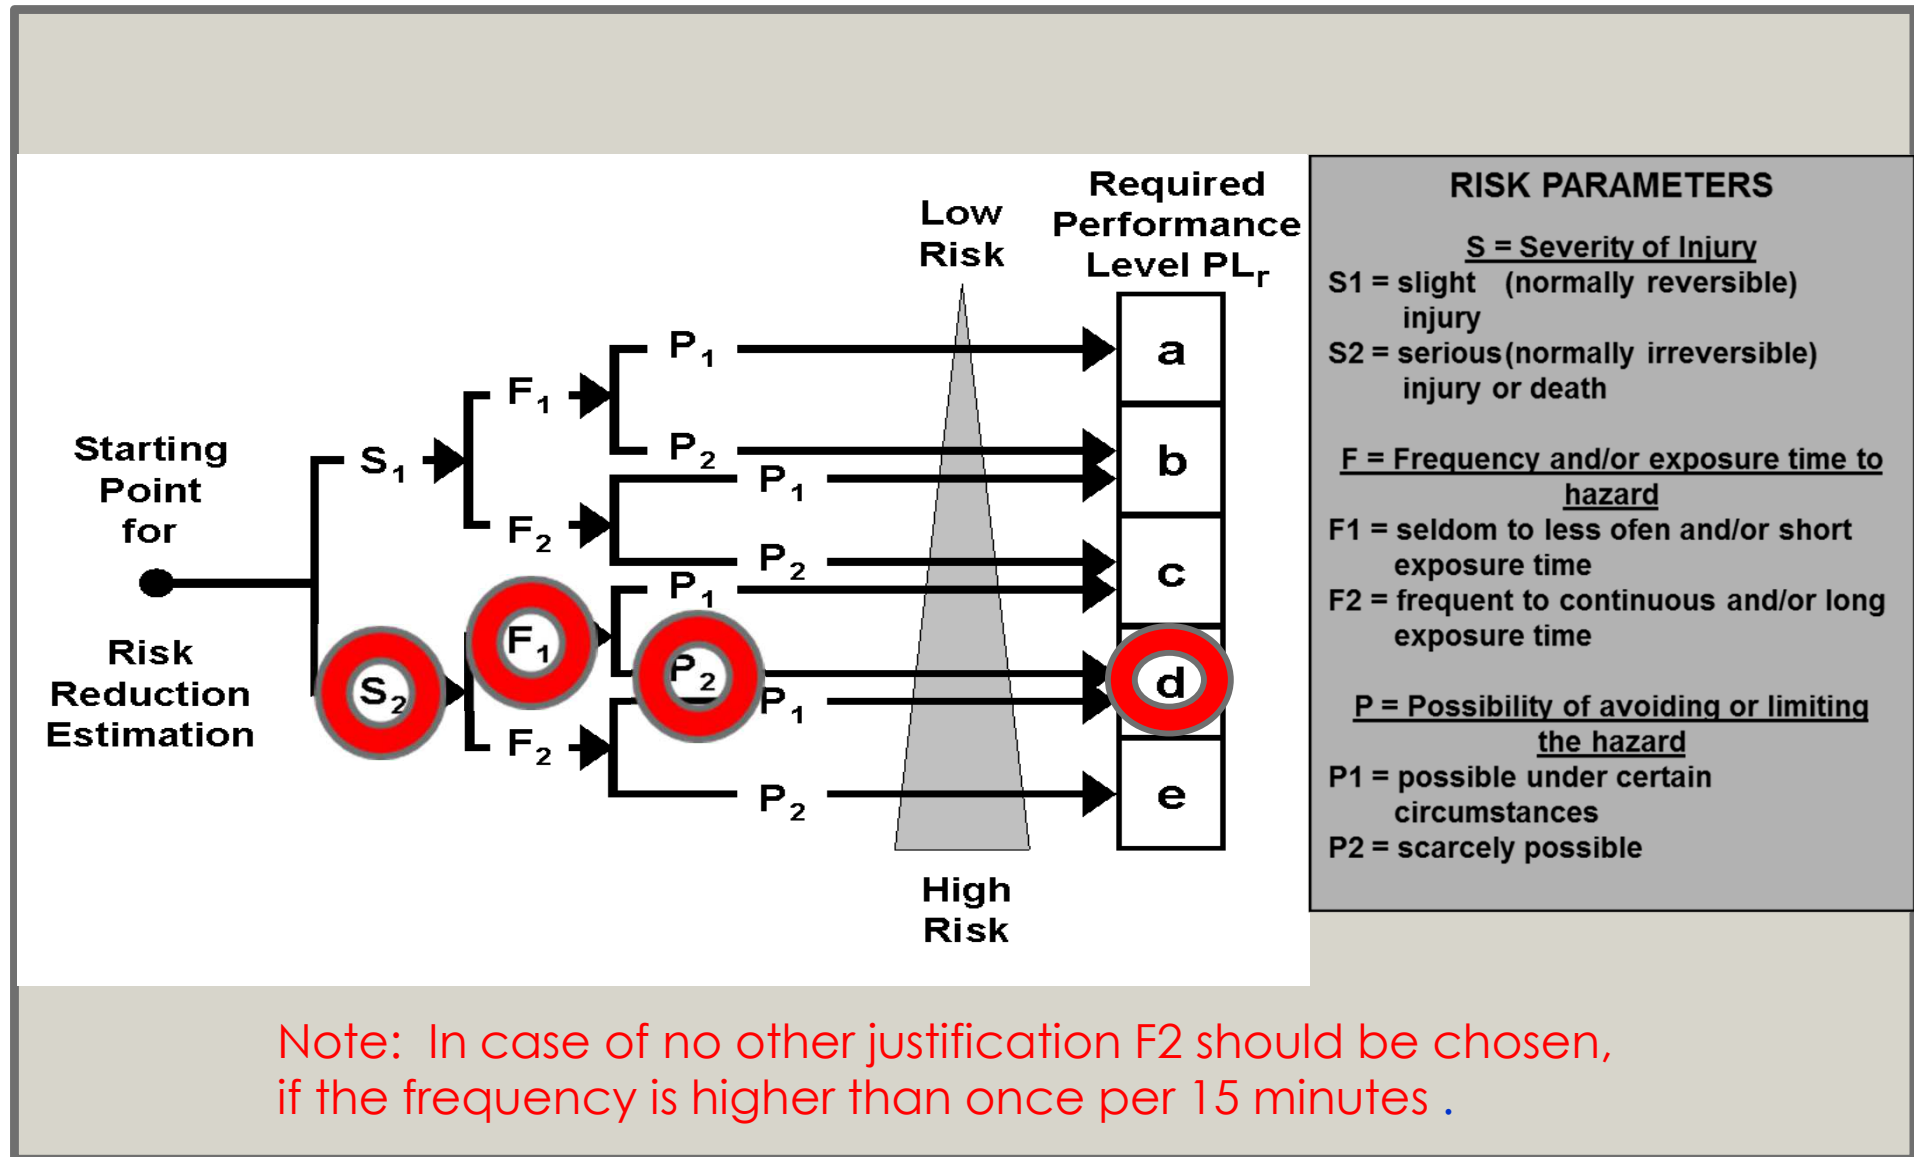 Starting
Point
for
Risk
Reduction
Estimation
S1
S2
F1
F2
F1
F2
P1
P2
P1
P2
P1
P2
P1
P2
Low
Risk
High
Risk
Required
Performance
Level PLr
a
b
c
d
e
RISK PARAMETERS
S = Severity of Injury
S1 = slight (normally reversible)
injury
S2 = serious(normally irreversible)
injury or death
F = Frequency and/or exposure time to
hazard
F1 = seldom to less ofen and/or short
exposure time
F2 = frequent to continuous and/or long
exposure time
P = Possibility of avoiding or limiting
the hazard
P1 = possible under certain
circumstances
P2 = scarcely possible
Note: In case of no other justification F2 should be chosen,
if the frequency is higher than once per 15 minutes .